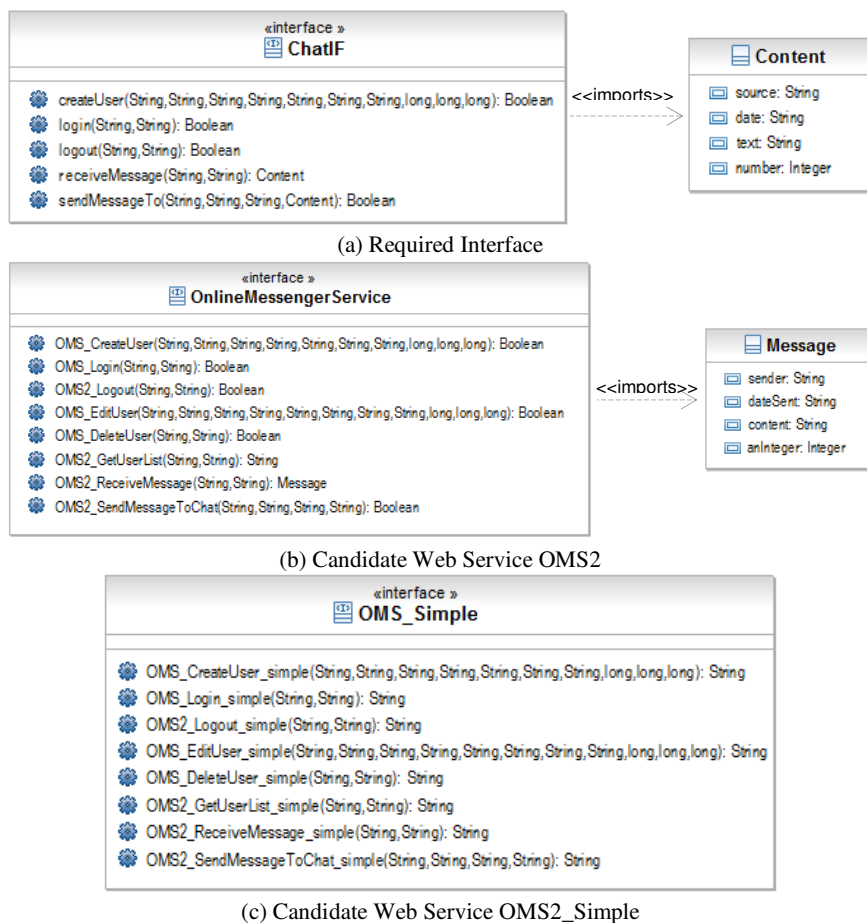 «interface »
ChatIF
createUser(String,String,String,String,String,String,String,long,long,long): Boolean
login(String,String): Boolean
logout(String,String): Boolean
receiveMessage(String,String): Content
sendMessageTo(String,String,String,Content): Boolean
<<imports>>
Content
source: String
date: String
text: String
number: Integer
(a) Required Interface
«interface »
OnlineMessengerService
OMS_CreateUser(String,String,String,String,String,String,String,long,long,long): Boolean
OMS_Login(String,String): Boolean
OMS2_Logout(String,String): Boolean
OMS_EditUser(String,String,String,String,String,String,String,String,long,long,long): Boolean
OMS_DeleteUser(String,String): Boolean
OMS2_GetUserList(String,String): String
OMS2_ReceiveMessage(String,String): Message
OMS2_SendMessageToChat(String,String,String,String): Boolean
<<imports>>
Message
sender: String
dateSent: String
content: String
anInteger: Integer
(b) Candidate Web Service OMS2
«interface »
OMS_Simple
OMS_CreateUser_simple(String,String,String,String,String,String,String,long,long,long): String
OMS_Login_simple(String,String): String
OMS2_Logout_simple(String,String): String
OMS_EditUser_simple(String,String,String,String,String,String,String,String,long,long,long): String
OMS_DeleteUser_simple(String,String): String
OMS2_GetUserList_simple(String,String): String
OMS2_ReceiveMessage_simple(String,String): String
OMS2_SendMessageToChat_simple(String,String,String,String): String
(c) Candidate Web Service OMS2_Simple